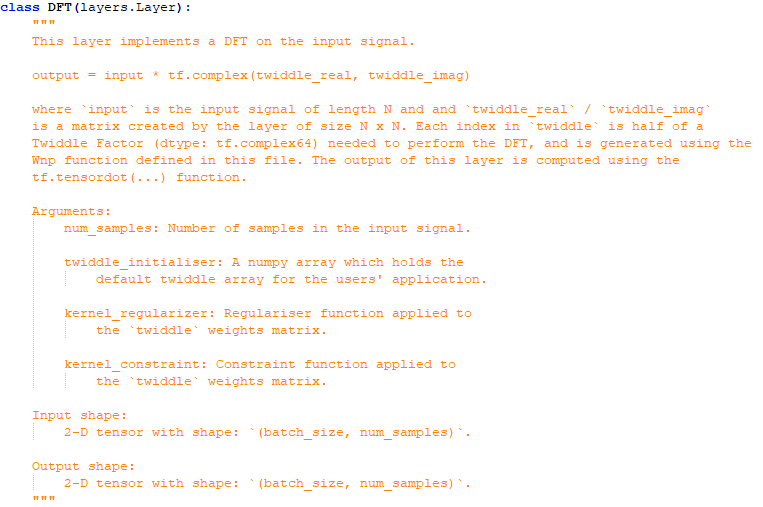 class DFT(layers.Layer):
"""
This layer implements a DFT on the input signal.
output = input * tf.complex(twiddle_real, twiddle_imag)
where `input` is the input signal of length N and and `twiddle_real` / `twiddle_imag`
is a matrix created by the layer of size N x N. Each index in `twiddle` is half of a
Twiddle Factor (dtype: tf.complex64) needed to perform the DFT, and is generated using the
Wnp function defined in this file. The output of this layer is computed using the
tf.tensordot(...) function.
Arguments:
num_samples: Number of samples in the input signal.
twiddle_initialiser: A numpy array which holds the
default twiddle array for the users' application.
kernel_regularizer: Regulariser function applied to
the `twiddle` weights matrix.
kernel_constraint: Constraint function applied to
the `twiddle` weights matrix.
Input shape:
2-D tensor with shape: `(batch_size, num_samples)`.
Output shape:
2-D tensor with shape: `(batch_size, num_samples)`.
"""